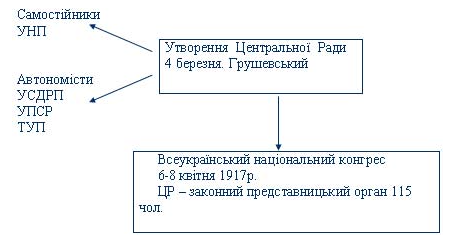 Самостійники
УНП
Утворення Центральної Ради
4 березня. Грушевський
Автономісти
УСДРП
УПСР
ТУП
Всеукраїнський національний конгрес
6-8 квітня 1917р.
ЦР – законний представницький орган 115
чол.